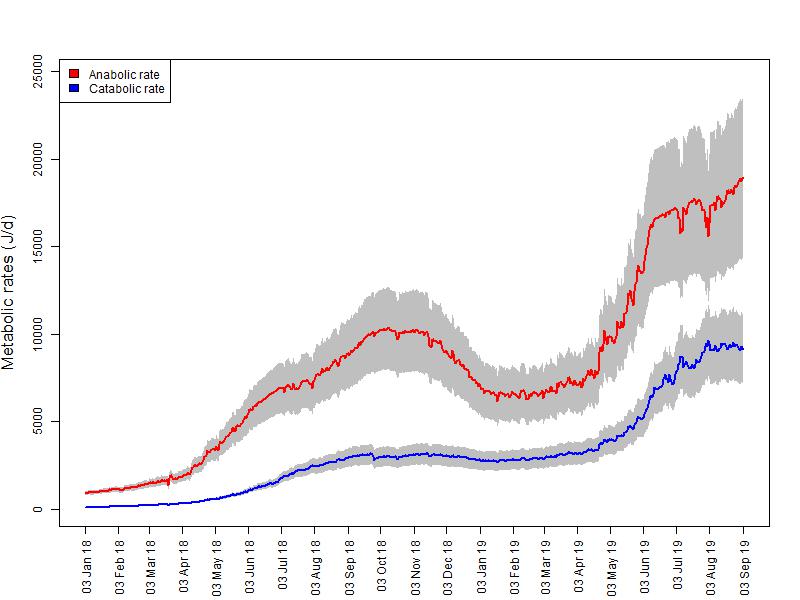 Anabolic rate
Catabolic rate
Metabolic rates (J/d)
25000
20000
15000
10000
5000
0
03 Jan 18
03 Feb 18
03 Mar 18
03 Apr 18
03 May 18
03 Jun 18
03 Jul 18
03 Aug 18
03 Sep 18
03 Oct 18
03 Nov 18
03 Dec 18
03 Jan 19
03 Feb 19
03 Mar 19
03 Apr 19
03 May 19
03 Jun 19
03 Jul 19
03 Aug 19
03 Sep 19